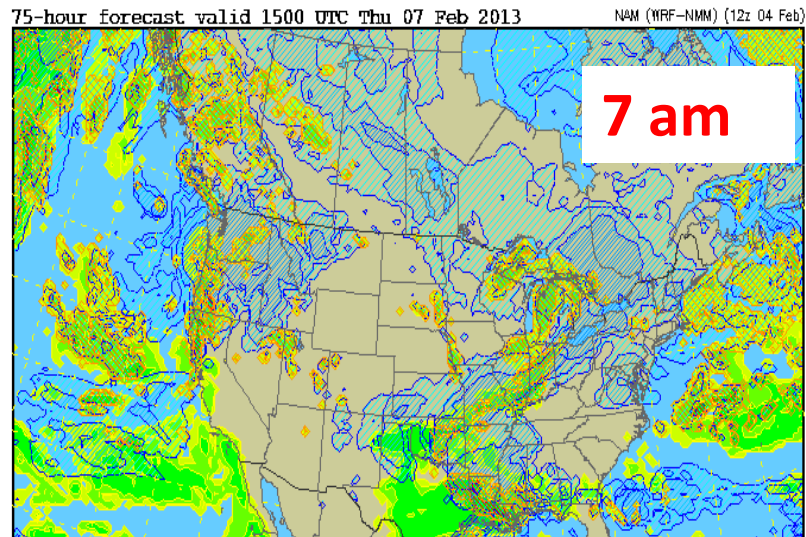 75-hour forecast valid 1500 UTC Thu 07 Feb 2013
NAM (WRF-NMM) (12z 04 Feb)
7 am